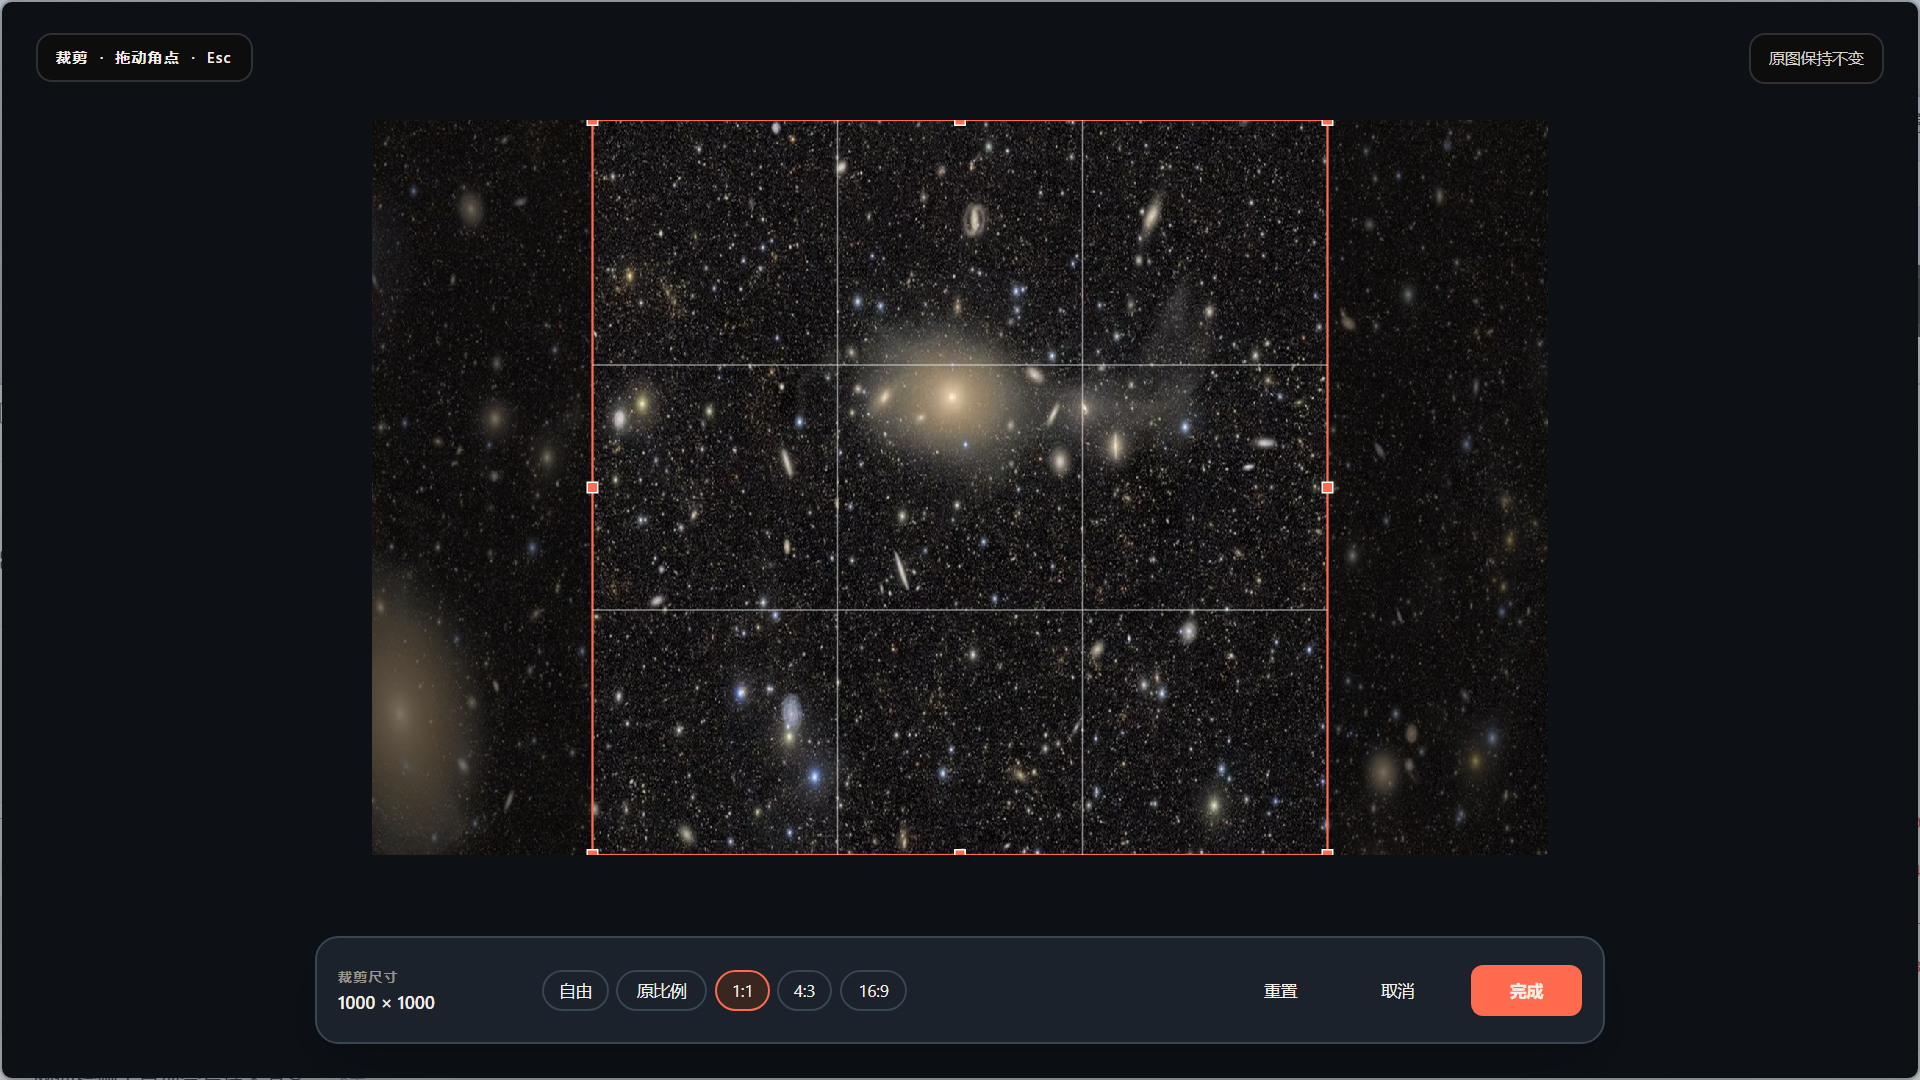 裁剪 · 拖动角点 · Esc
原图保持不变
裁剪尺寸
1000 × 1000
自由
原比例
1:1
4:3
16:9
重置
取消
完成